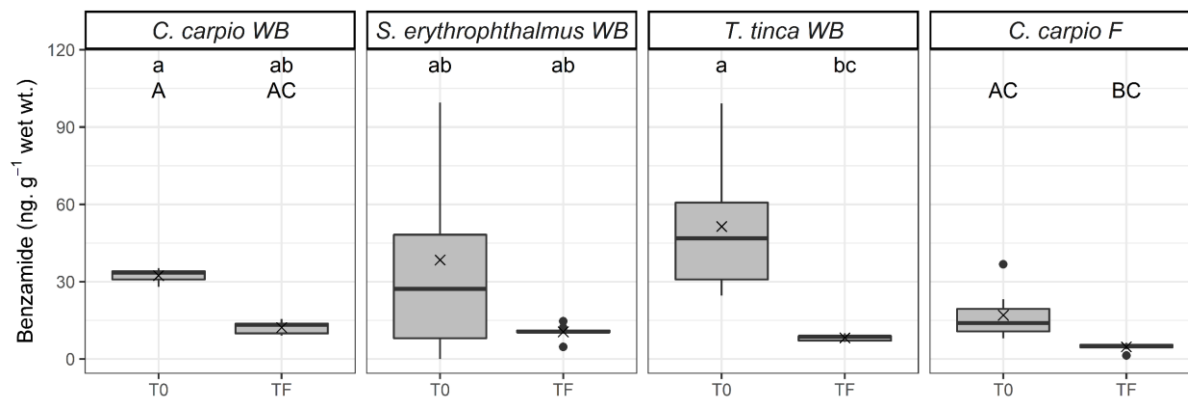 C. carpio WB
S. erythrophthalmus WB
T. tinca WB
C. carpio F
120
90
60
30
0
Benzamide (ng. g⁻¹ wet wt.)
a
ab
A
AC
ab
ab
a
bc
AC
BC
T0
TF
T0
TF
T0
TF
T0
TF